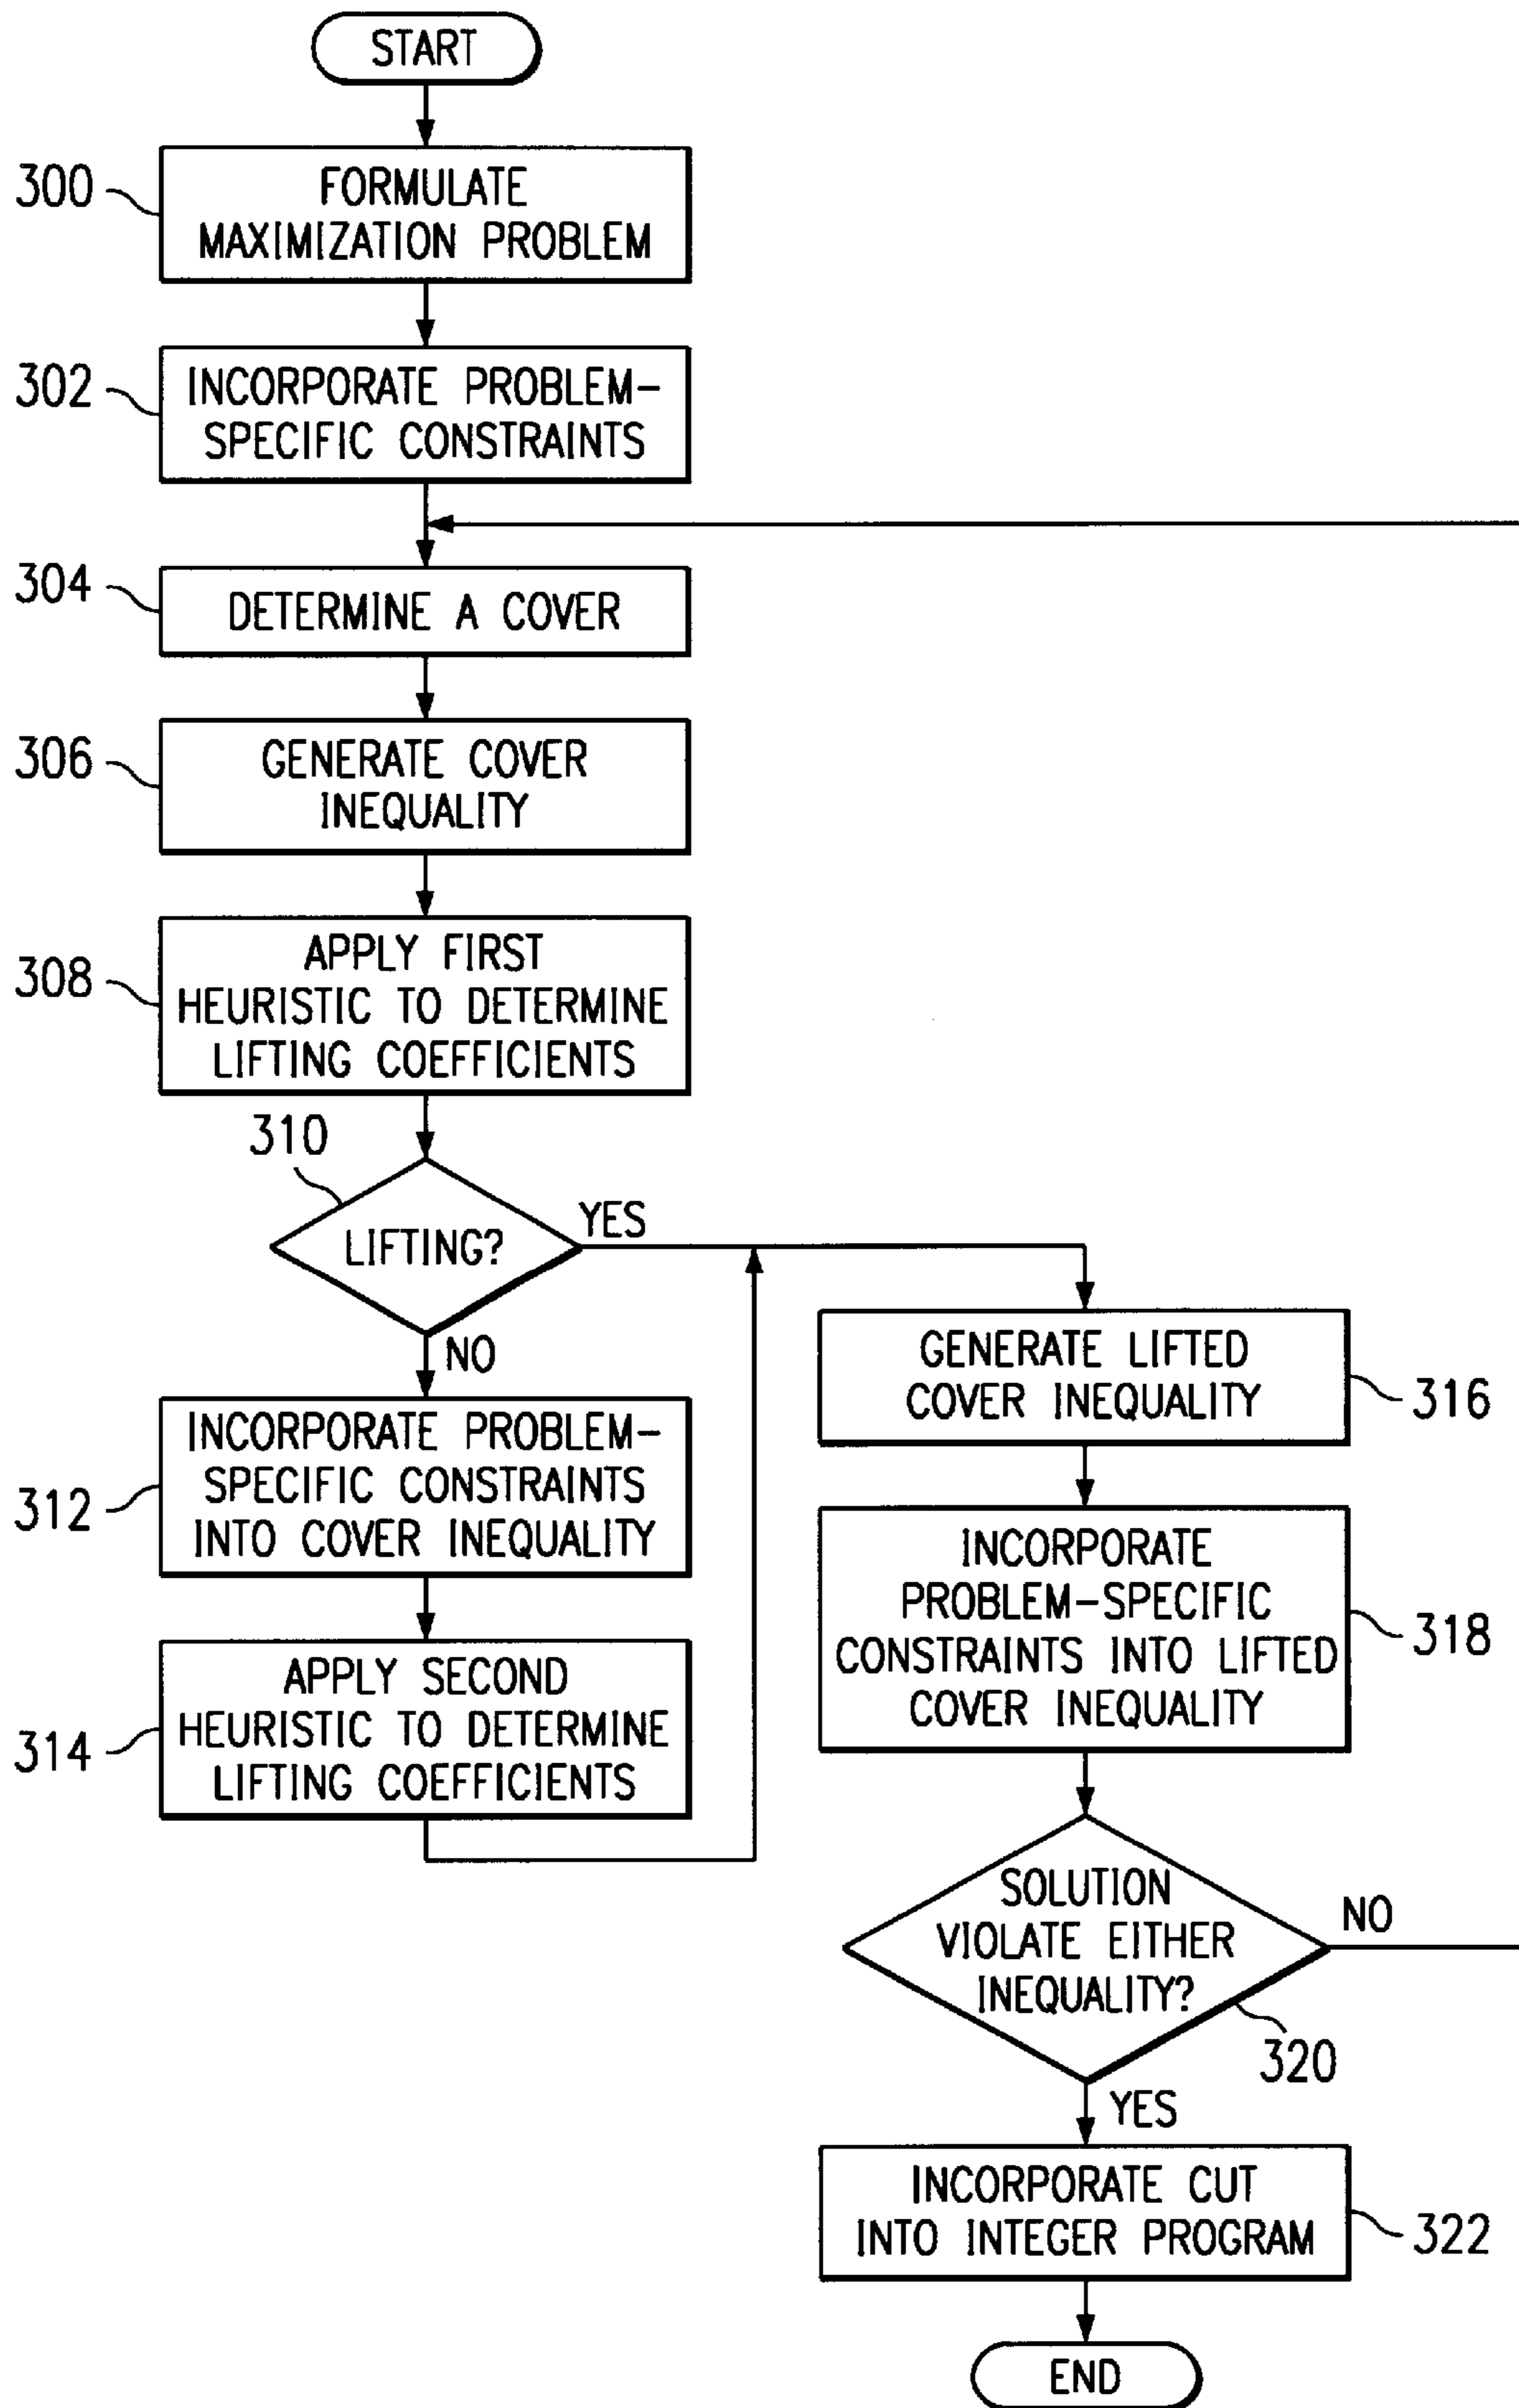 START
300
FORMULATE
MAXIMIZATION PROBLEM
302
INCORPORATE PROBLEM-
SPECIFIC CONSTRAINTS
304
DETERMINE A COVER
306
GENERATE COVER
INEQUALITY
308
APPLY FIRST
HEURISTIC TO DETERMINE
LIFTING COEFFICIENTS
310
LIFTING?
YES
NO
312
INCORPORATE PROBLEM-
SPECIFIC CONSTRAINTS
INTO COVER INEQUALITY
314
APPLY SECOND
HEURISTIC TO DETERMINE
LIFTING COEFFICIENTS
GENERATE LIFTED
COVER INEQUALITY
316
INCORPORATE
PROBLEM-SPECIFIC
CONSTRAINTS INTO LIFTED
COVER INEQUALITY
318
SOLUTION
VIOLATE EITHER
INEQUALITY?
NO
320
YES
INCORPORATE CUT
INTO INTEGER PROGRAM
322
END